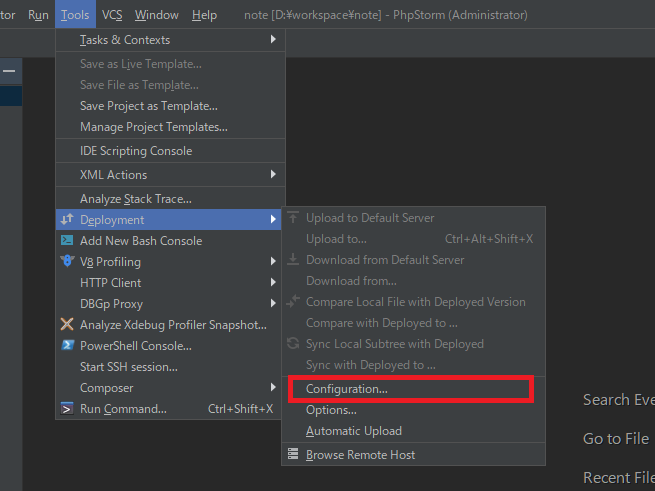 tor Run Tools VCS Window Help note [D:¥workspace¥note] - PhpStorm (Administrator)
Tasks & Contexts
Save as Live Template...
Save File as Template...
Save Project as Template...
Manage Project Templates...
IDE Scripting Console
XML Actions
Analyze Stack Trace...
Deployment
Add New Bash Console
V8 Profiling
HTTP Client
DBGp Proxy
Analyze Xdebug Profiler Snapshot...
PowerShell Console...
Start SSH session...
Composer
Run Command... Ctrl+Shift+X
Upload to Default Server
Upload to... Ctrl+Alt+Shift+X
Download from Default Server
Download from...
Compare Local File with Deployed Version
Compare with Deployed to ...
Sync Local Subtree with Deployed
Sync with Deployed to ...
Configuration...
Options...
Automatic Upload
Browse Remote Host
Search Eve
Go to File
Recent File